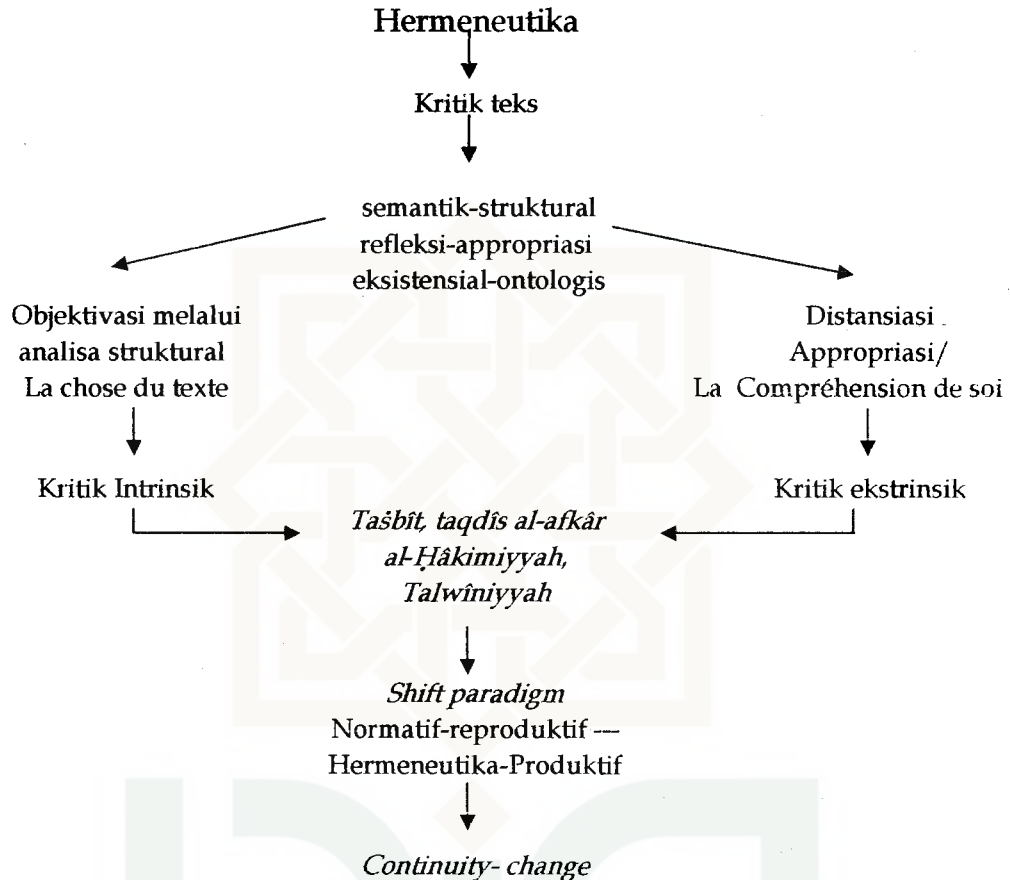 Hermeneutika
Kritik teks
semantik-struktural
refleksi-appropriasi
eksistensial-ontologis
Objektivasi melalui
analisa struktural
La chose du texte
Distansiasi
Appropriasi/
La Compréhension de soi
Kritik Intrinsik
Kritik ekstrinsik
Taṡbît, taqdîs al-afkâr
al-Ḥâkimiyyah,
Talwîniyyah
Shift paradigm
Normatif-reproduktif —
Hermeneutika-Produktif
Continuity- change